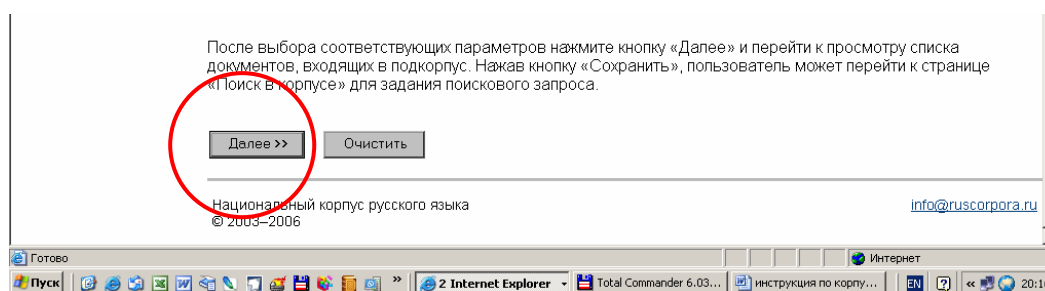 После выбора соответствующих параметров нажмите кнопку «Далее» и перейти к просмотру списка
документов, входящих в подкорпус. Нажав кнопку «Сохранить», пользователь может перейти к странице
«Поиск в корпусе» для задания поискового запроса.
Далее >> Очистить
Национальный корпус русского языка info@ruscorpora.ru
© 2003–2006
Готово Интернет
Пуск » 2 Internet Explorer Total Commander 6.03... инструкция по корпу... EN «